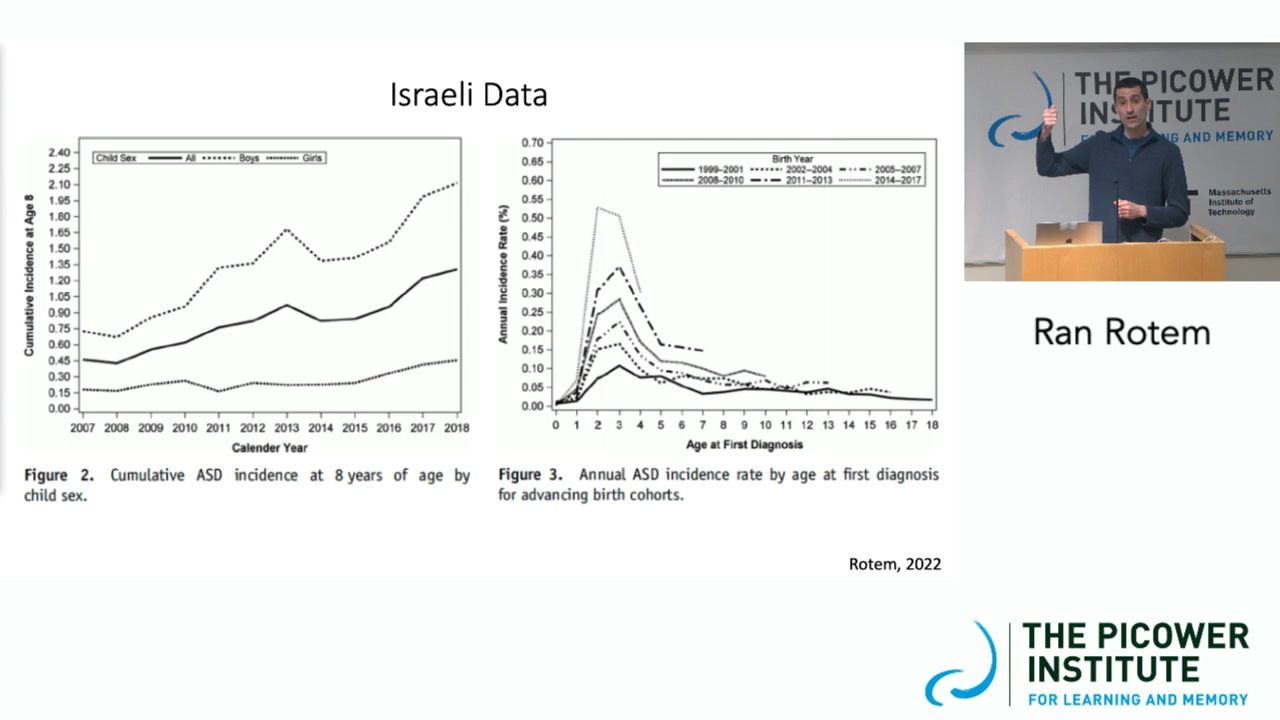 Israeli Data
Child Sex All Boys Girls
2.40
2.25
2.10
1.95
1.80
1.65
1.50
1.35
1.20
1.05
0.90
0.75
0.60
0.45
0.30
0.15
0.00
Cumulative Incidence at Age 8
2007 2008 2009 2010 2011 2012 2013 2014 2015 2016 2017 2018
Calender Year
Figure 2. Cumulative ASD incidence at 8 years of age by
child sex.
Birth Year
1999–2001 2002–2004 2005–2007
2008–2010 2011–2013 2014–2017
0.70
0.65
0.60
0.55
0.50
0.45
0.40
0.35
0.30
0.25
0.20
0.15
0.10
0.05
0.00
Annual Incidence Rate (%)
0 1 2 3 4 5 6 7 8 9 10 11 12 13 14 15 16 17 18
Age at First Diagnosis
Figure 3. Annual ASD incidence rate by age at first diagnosis
for advancing birth cohorts.
Rotem, 2022
THE PICOWER
INSTITUTE
NG AND MEMORY
Massachusetts
Institute of
Technology
Ran Rotem
THE PICOWER
INSTITUTE
FOR LEARNING AND MEMORY